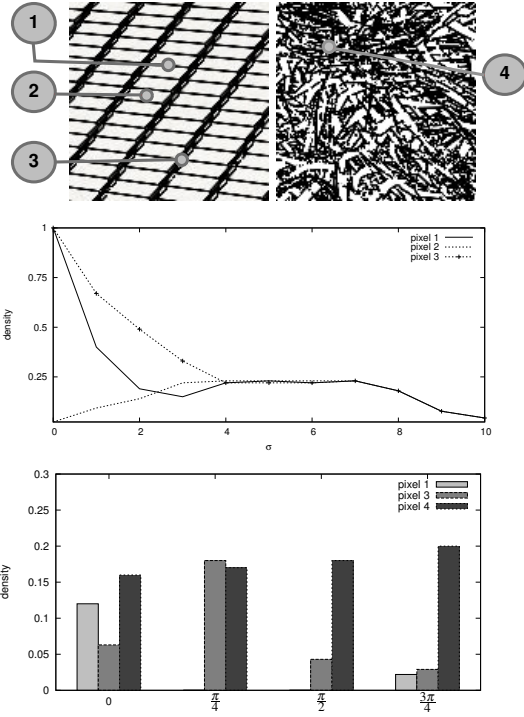 1
2
3
4
1
0.75
0.5
0.25
density
pixel 1
pixel 2
pixel 3
0 2 4 6 8 10
σ
0.3
0.25
0.2
0.15
0.1
0.05
0
density
pixel 1
pixel 3
pixel 4
0 π/4 π/2 3π/4